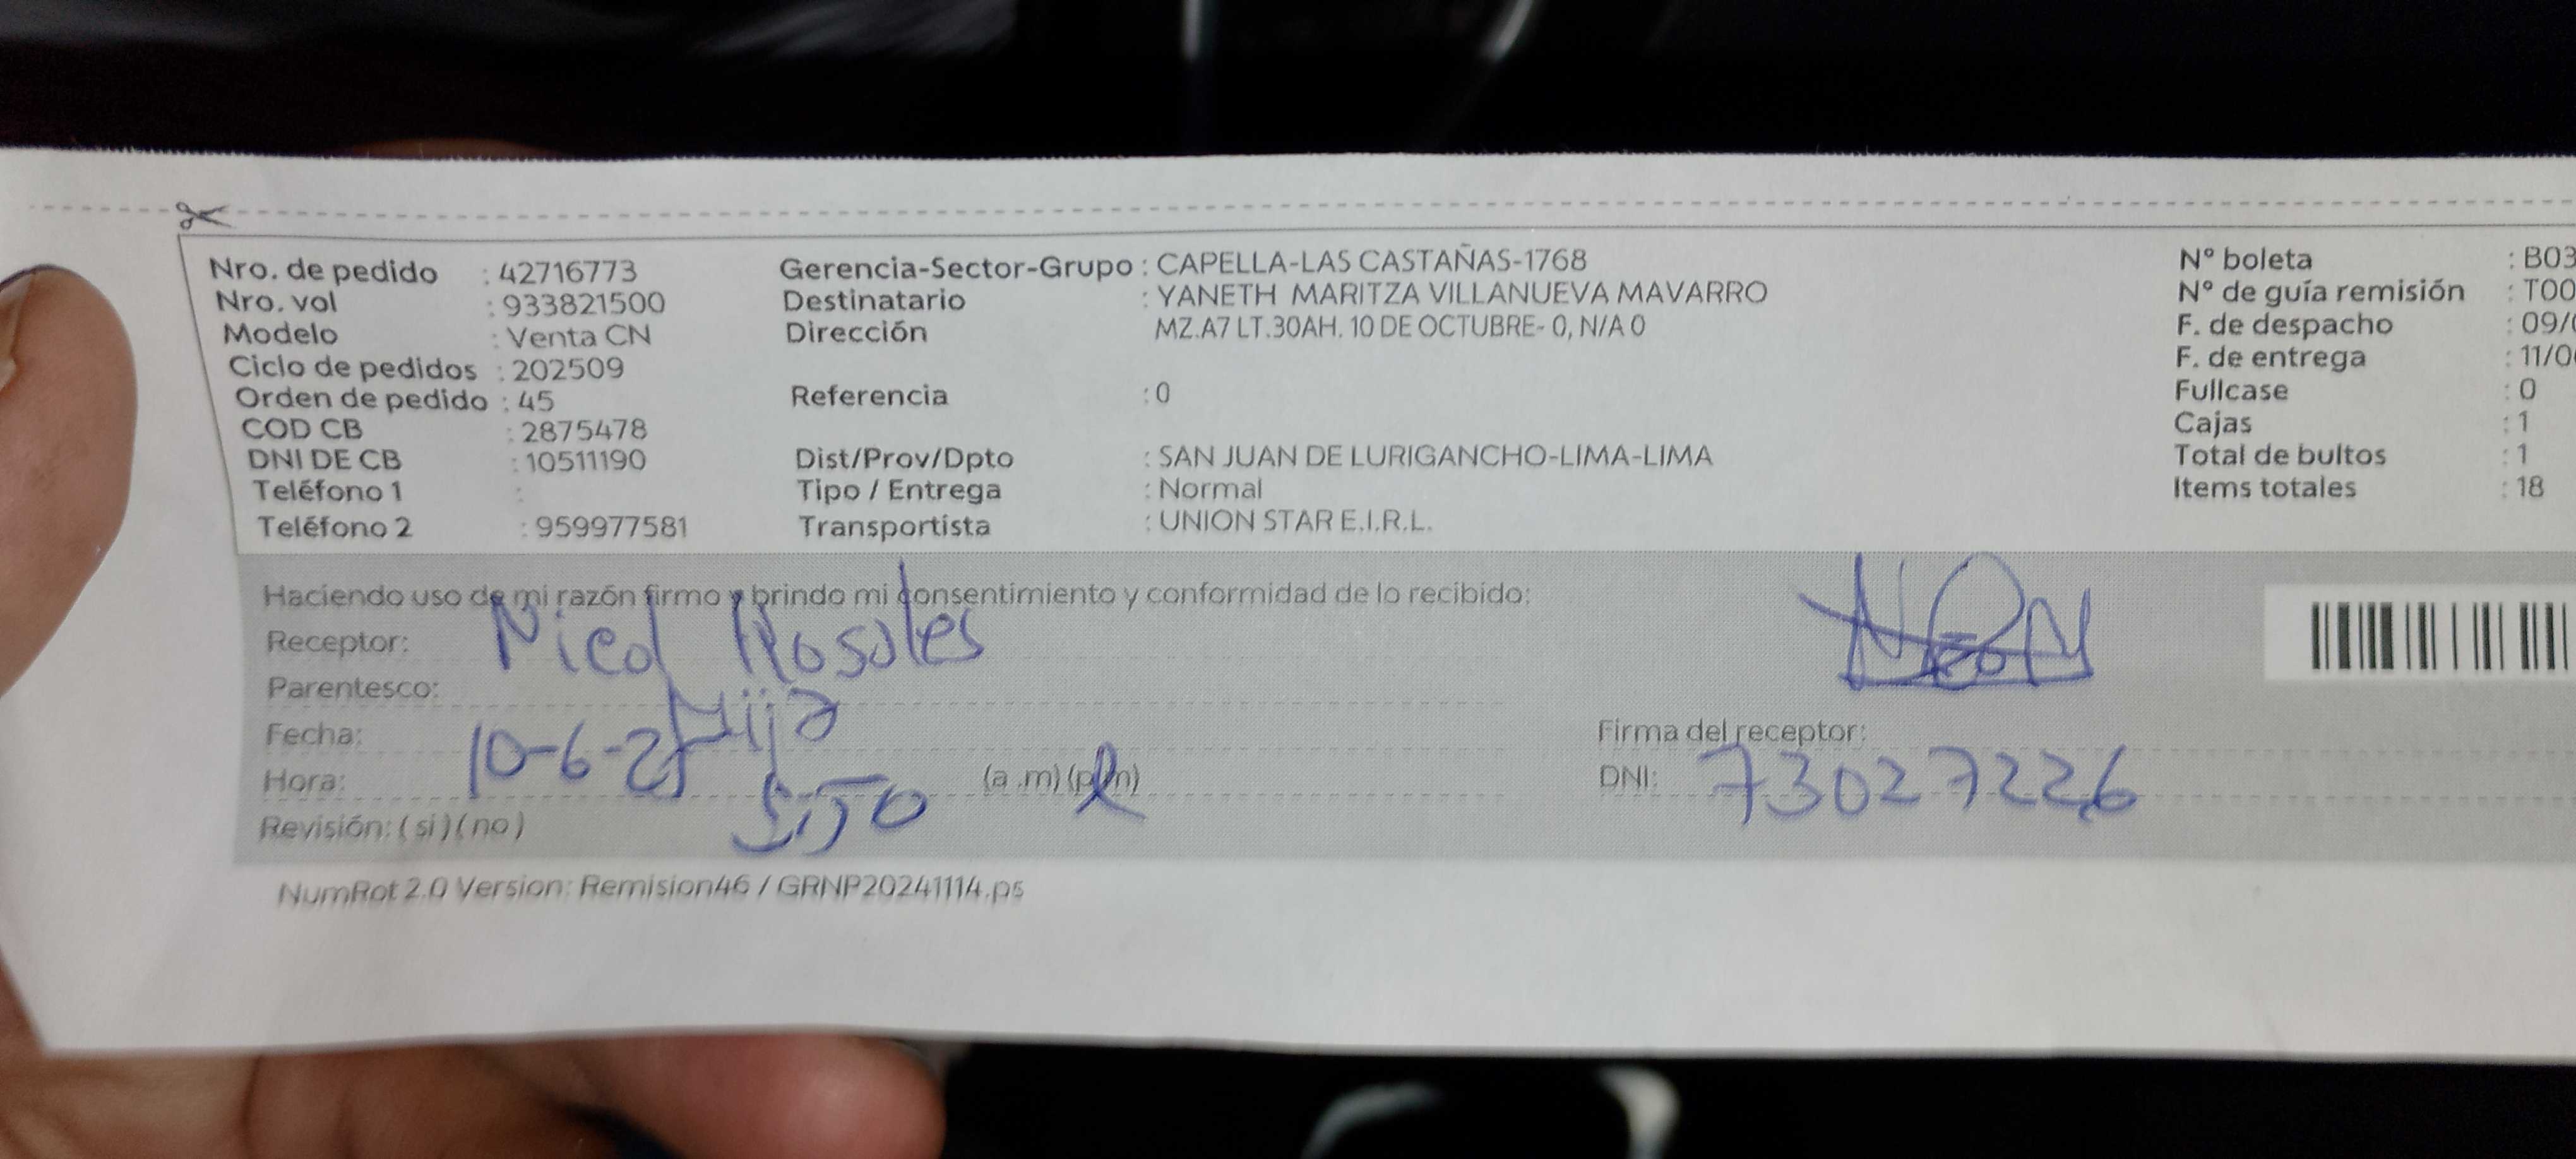 Nro. de pedido : 42716773 Gerencia-Sector-Grupo : CAPELLA-LAS CASTAÑAS-1768 N° boleta : B03
Nro. vol : 933821500 Destinatario : YANETH MARITZA VILLANUEVA MAVARRO N° de guía remisión : T00
Modelo : Venta CN Dirección MZ.A7 LT.30AH. 10 DE OCTUBRE- 0, N/A 0 F. de despacho : 09/
Ciclo de pedidos : 202509 F. de entrega : 11/0
Orden de pedido : 45 Referencia : 0 Fullcase : 0
COD CB : 2875478 Cajas : 1
DNI DE CB : 10511190 Dist/Prov/Dpto : SAN JUAN DE LURIGANCHO-LIMA-LIMA Total de bultos : 1
Teléfono 1 : Tipo / Entrega : Normal Items totales : 18
Teléfono 2 : 959977581 Transportista : UNION STAR E.I.R.L.
Haciendo uso de mi razón firmo y brindo mi consentimiento y conformidad de lo recibido:
Receptor: Nicol Rosales
Parentesco: Hija
Fecha: 10-6-25 Firma del receptor:
Hora: 5:50 (a .m) (p.m) DNI: 73027226
Revisión: ( si ) ( no )
NumRot 2.0 Version: Remision46 / GRNP20241114.ps